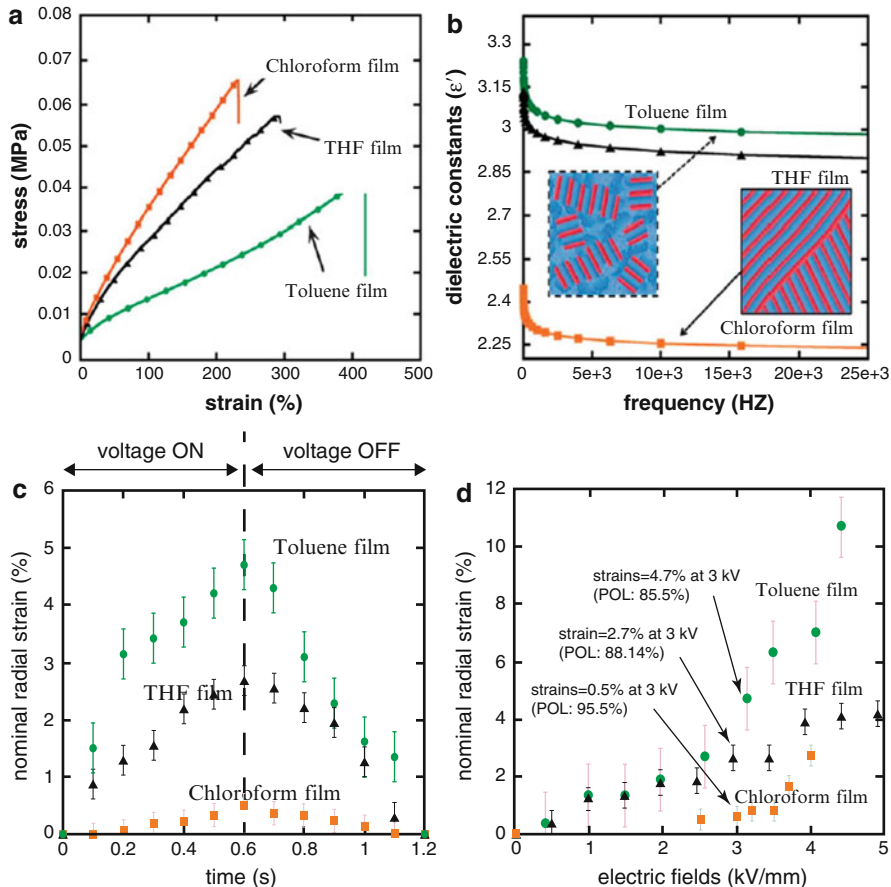 a
0.07
0.06
0.05
0.04
0.03
0.02
0.01
0
stress (MPa)
Chloroform film
THF film
Toluene film
0
100
200
300
400
500
strain (%)
b
3.3
3.15
3
2.85
2.7
2.55
2.4
2.25
dielectric constants (ε′)
Toluene film
THF film
Chloroform film
0
5e+3
10e+3
15e+3
20e+3
25e+3
frequency (HZ)
voltage ON
voltage OFF
c
6
5
4
3
2
1
0
nominal radial strain (%)
Toluene film
THF film
Chloroform film
0
0.2
0.4
0.6
0.8
1
1.2
time (s)
d
12
10
8
6
4
2
0
nominal radial strain (%)
strains=4.7% at 3 kV
(POL: 85.5%)
Toluene film
strain=2.7% at 3 kV
(POL: 88.14%)
THF film
strains=0.5% at 3 kV
(POL: 95.5%)
Chloroform film
0
1
2
3
4
5
electric fields (kV/mm)